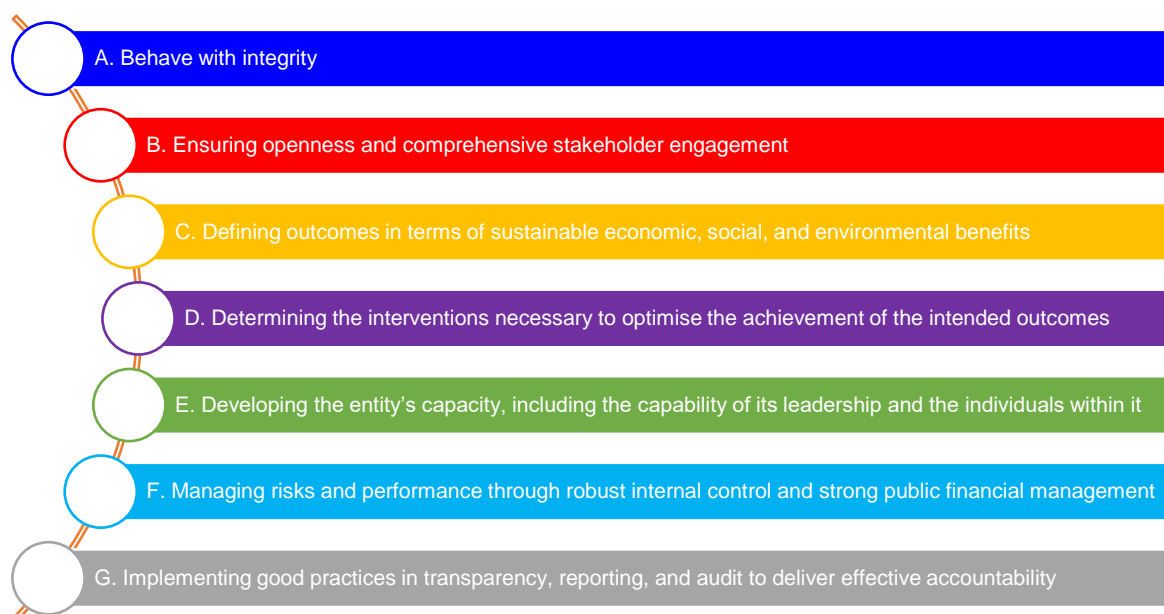 A. Behave with integrity
B. Ensuring openness and comprehensive stakeholder engagement
C. Defining outcomes in terms of sustainable economic, social, and environmental benefits
D. Determining the interventions necessary to optimise the achievement of the intended outcomes
E. Developing the entity’s capacity, including the capability of its leadership and the individuals within it
F. Managing risks and performance through robust internal control and strong public financial management
G. Implementing good practices in transparency, reporting, and audit to deliver effective accountability